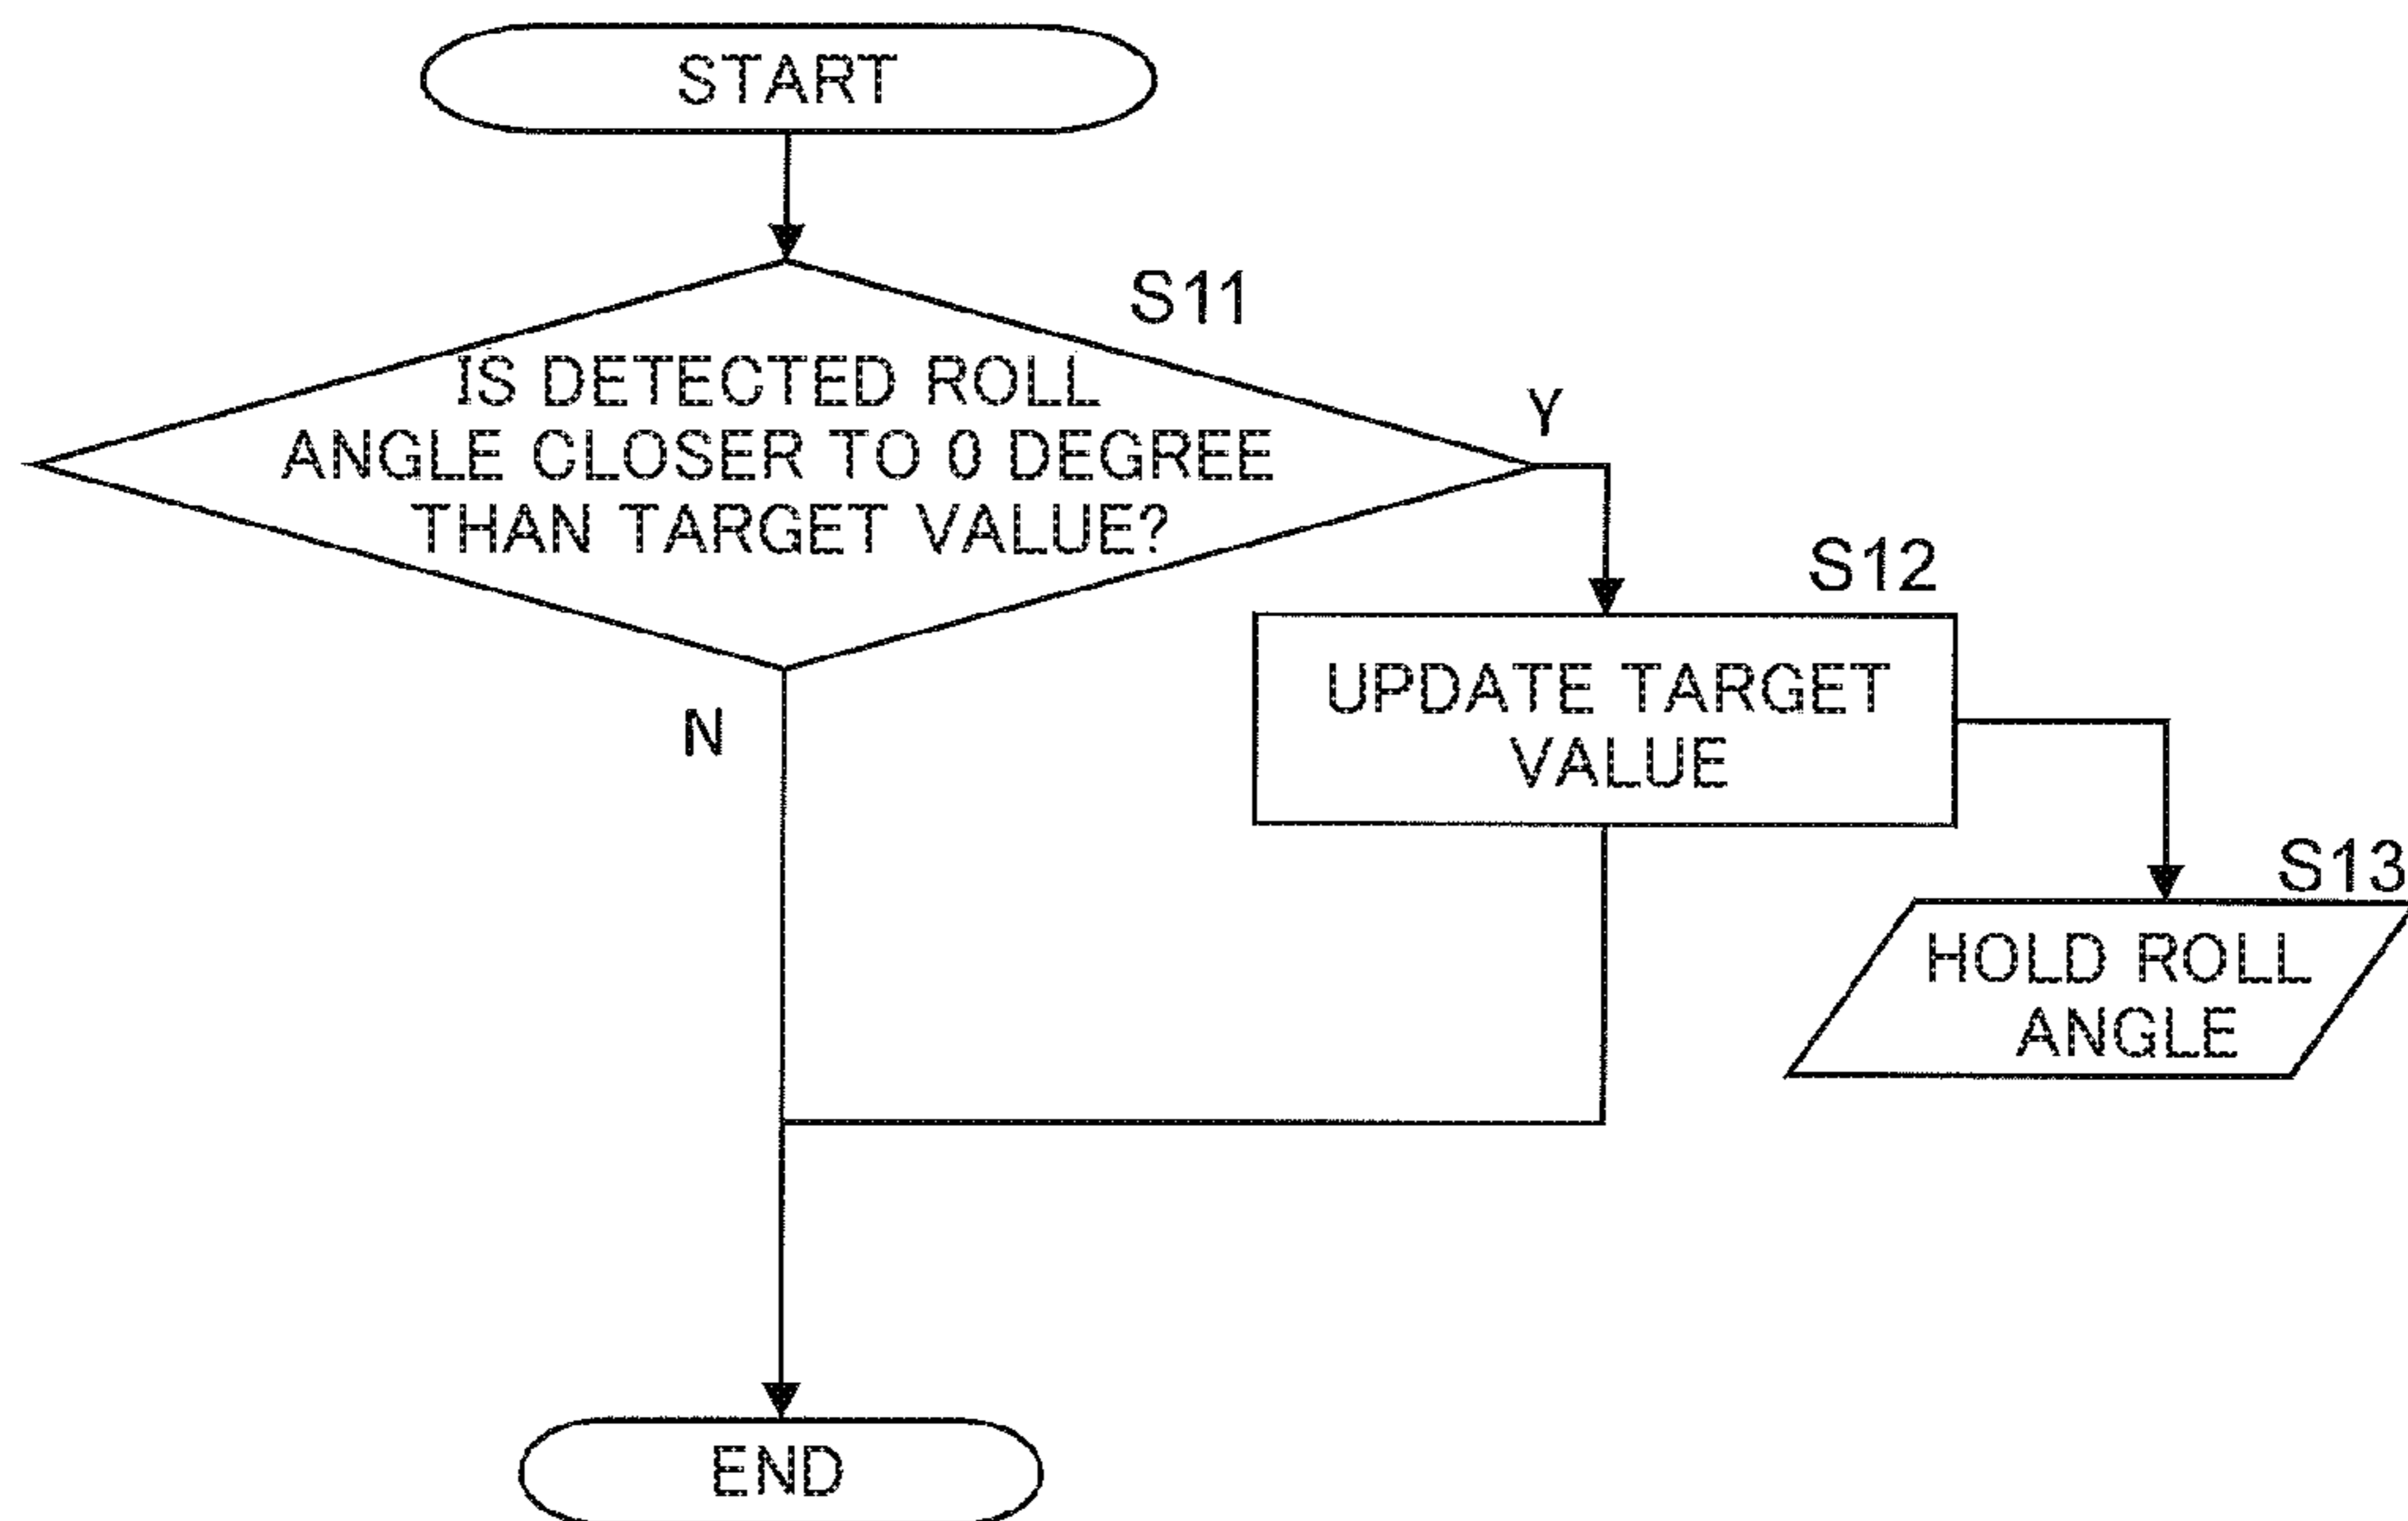 START
S11
IS DETECTED ROLL
ANGLE CLOSER TO 0 DEGREE
THAN TARGET VALUE?
Y
N
S12
UPDATE TARGET
VALUE
S13
HOLD ROLL
ANGLE
END